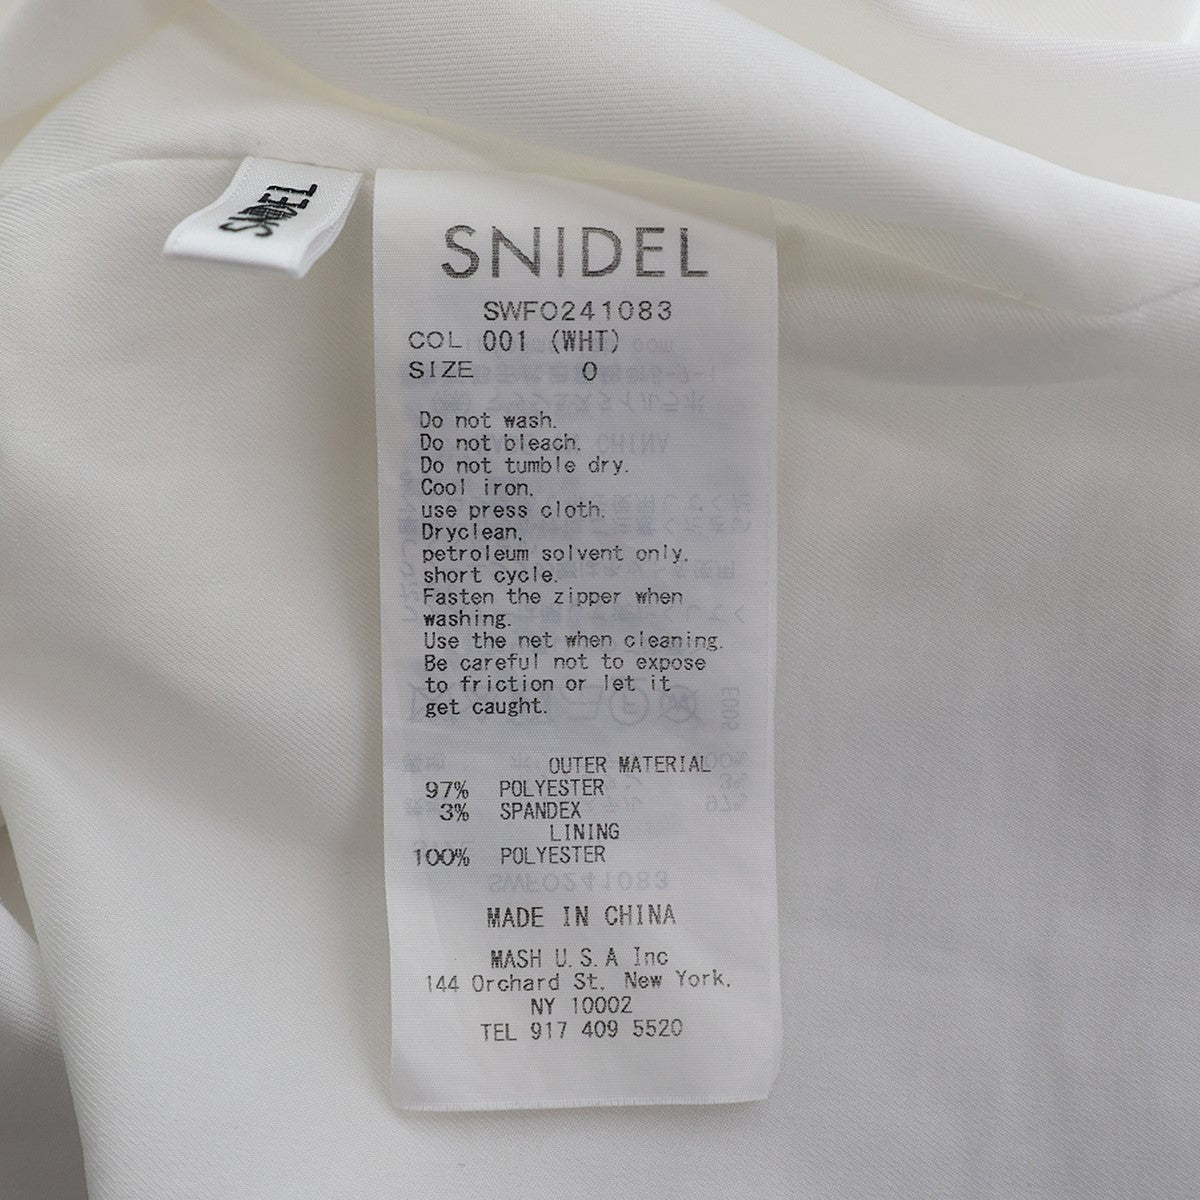 SNIDEL
SNIDEL
SWFO241083
COL 001 (WHT)
SIZE 0
Do not wash.
Do not bleach.
Do not tumble dry.
Cool iron,
use press cloth.
Dryclean,
petroleum solvent only.
short cycle.
Fasten the zipper when
washing.
Use the net when cleaning.
Be careful not to expose
to friction or let it
get caught.
OUTER MATERIAL
97% POLYESTER
3% SPANDEX
LINING
100% POLYESTER
MADE IN CHINA
MASH U.S.A Inc
144 Orchard St, New York,
NY 10002
TEL 917 409 5520